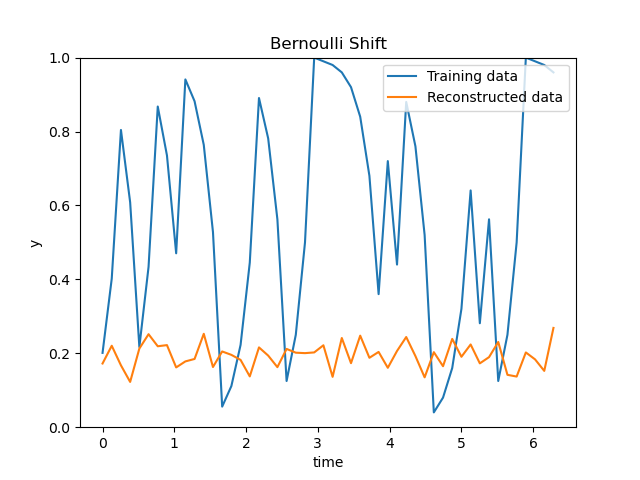 Bernoulli Shift
Training data
Reconstructed data
1.0
0.8
0.6
0.4
0.2
0.0
y
0 1 2 3 4 5 6
time